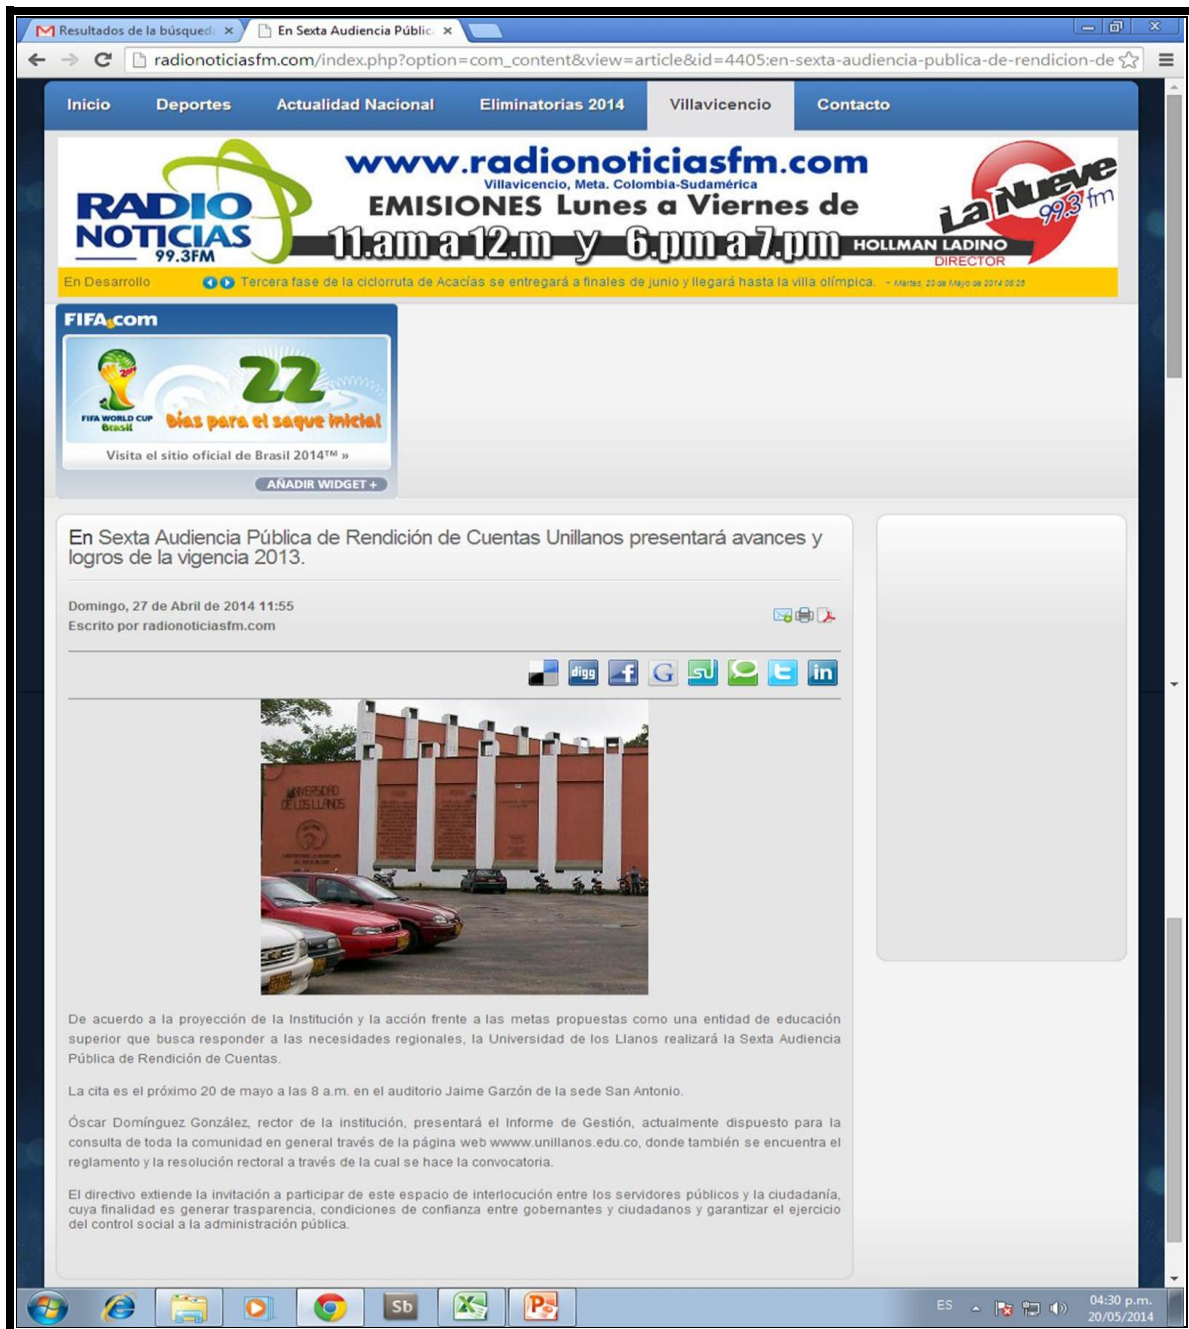 Resultados de la búsqued
En Sexta Audiencia Públic
radionoticiasfm.com/index.php?option=com_content&view=article&id=4405:en-sexta-audiencia-publica-de-rendicion-de
Inicio Deportes Actualidad Nacional Eliminatorias 2014 Villavicencio Contacto
RADIO
NOTICIAS
99.3FM
www.radionoticiasfm.com
Villavicencio, Meta. Colombia-Sudamérica
EMISIONES Lunes a Viernes de
11.am a 12.m y 6.pm a 7.pm
La Nueve
99.3 fm
HOLLMAN LADINO
DIRECTOR
En Desarrollo Tercera fase de la ciclorruta de Acacías se entregará a finales de junio y llegará hasta la villa olímpica. - Martes, 20 de Mayo de 2014 08:26
FIFA.com
22
FIFA WORLD CUP
Brasil
Días para el saque inicial
Visita el sitio oficial de Brasil 2014™ »
AÑADIR WIDGET +
En Sexta Audiencia Pública de Rendición de Cuentas Unillanos presentará avances y
logros de la vigencia 2013.
Domingo, 27 de Abril de 2014 11:55
Escrito por radionoticiasfm.com
digg
UNIVERSIDAD
DE LOS LLANOS
De acuerdo a la proyección de la Institución y la acción frente a las metas propuestas como una entidad de educación
superior que busca responder a las necesidades regionales, la Universidad de los Llanos realizará la Sexta Audiencia
Pública de Rendición de Cuentas.
La cita es el próximo 20 de mayo a las 8 a.m. en el auditorio Jaime Garzón de la sede San Antonio.
Óscar Domínguez González, rector de la institución, presentará el Informe de Gestión, actualmente dispuesto para la
consulta de toda la comunidad en general través de la página web wwww.unillanos.edu.co, donde también se encuentra el
reglamento y la resolución rectoral a través de la cual se hace la convocatoria.
El directivo extiende la invitación a participar de este espacio de interlocución entre los servidores públicos y la ciudadanía,
cuya finalidad es generar trasparencia, condiciones de confianza entre gobernantes y ciudadanos y garantizar el ejercicio
del control social a la administración pública.
Sb
ES
04:30 p.m.
20/05/2014